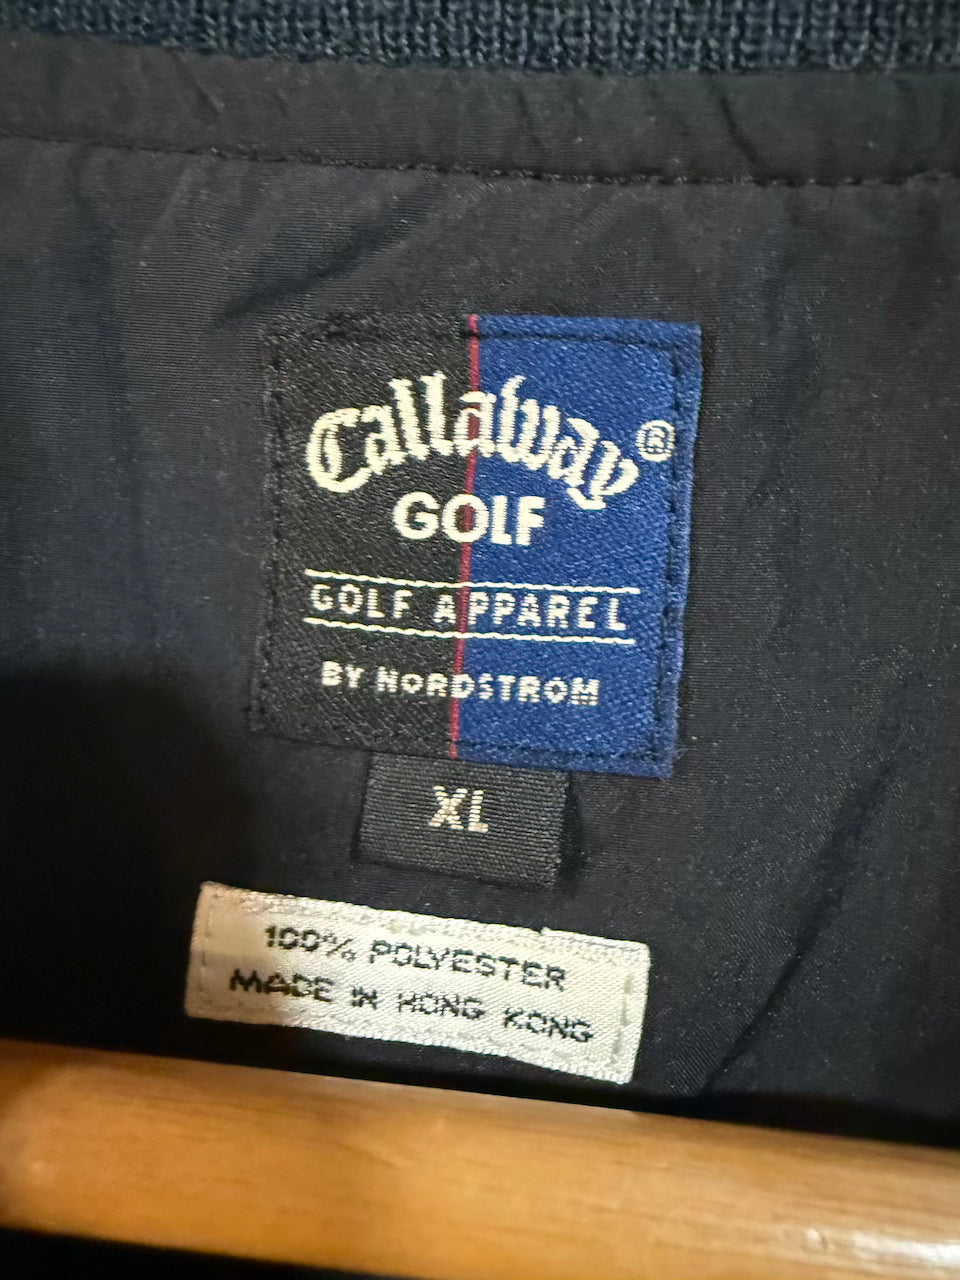 Callaway®
GOLF
GOLF APPAREL
BY NORDSTROM
XL
100% POLYESTER
MADE IN HONG KONG